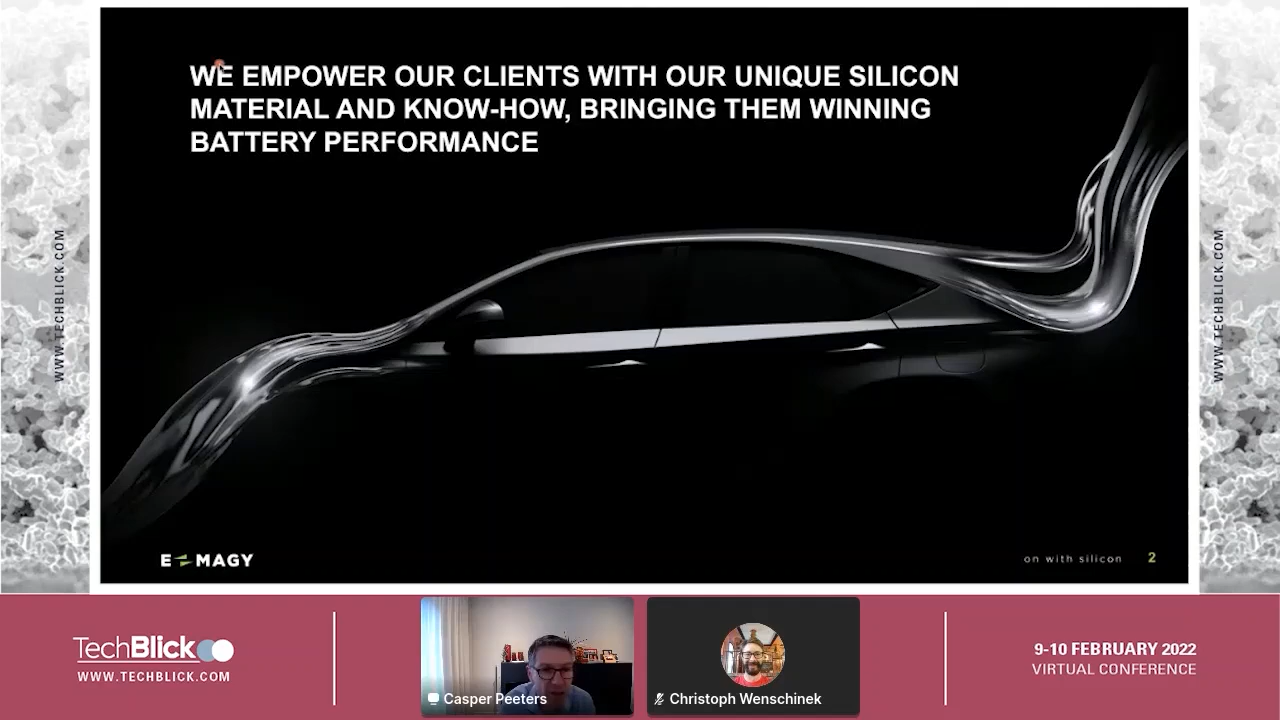 WE EMPOWER OUR CLIENTS WITH OUR UNIQUE SILICON
MATERIAL AND KNOW-HOW, BRINGING THEM WINNING
BATTERY PERFORMANCE
WWW.TECHBLICK.COM
WWW.TECHBLICK.COM
E MAGY
on with silicon
2
TechBlick
WWW.TECHBLICK.COM
Casper Peeters
Christoph Wenschinek
9-10 FEBRUARY 2022
VIRTUAL CONFERENCE